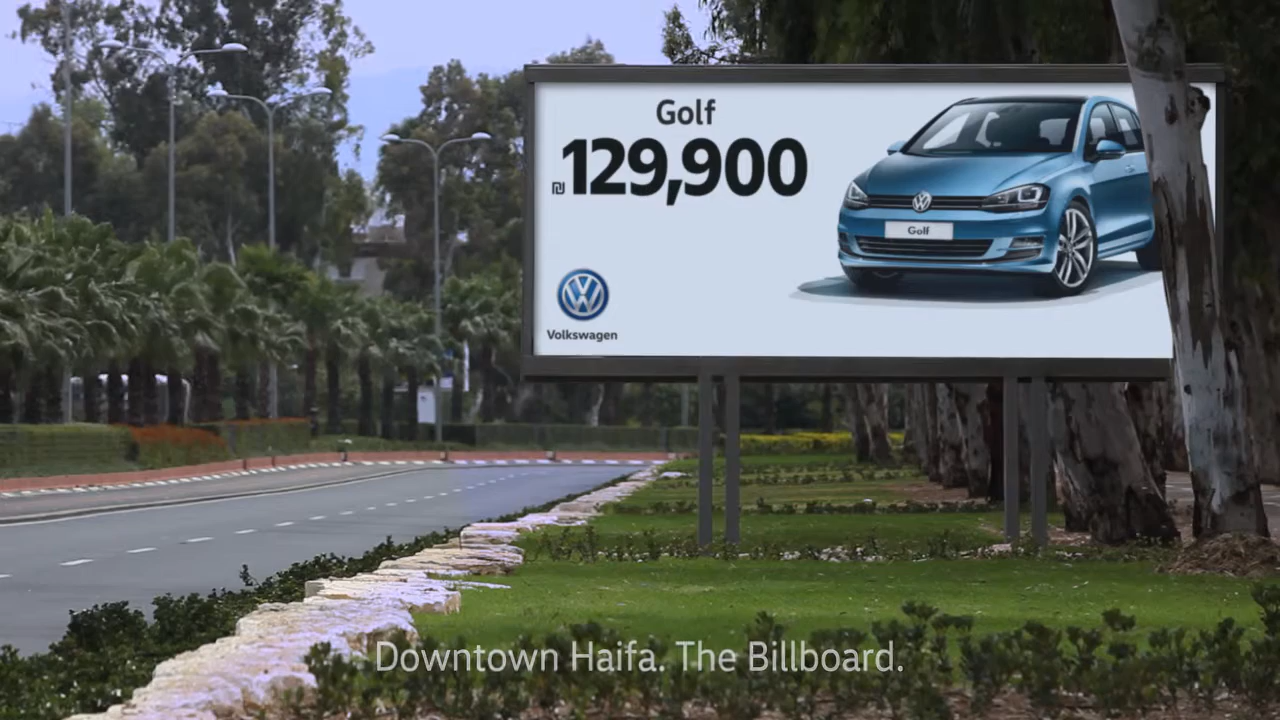 Golf
₪129,900
Golf
Volkswagen
Downtown Haifa. The Billboard.